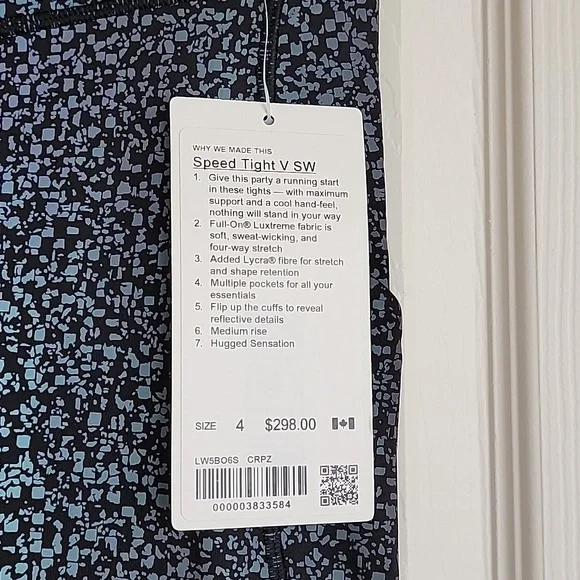 WHY WE MADE THIS
Speed Tight V SW
1. Give this party a running start
in these tights — with maximum
support and a cool hand-feel,
nothing will stand in your way
2. Full-On® Luxtreme fabric is
soft, sweat-wicking, and
four-way stretch
3. Added Lycra® fibre for stretch
and shape retention
4. Multiple pockets for all your
essentials
5. Flip up the cuffs to reveal
reflective details
6. Medium rise
7. Hugged Sensation
SIZE 4 $298.00
LW5BO6S CRPZ
000003833584